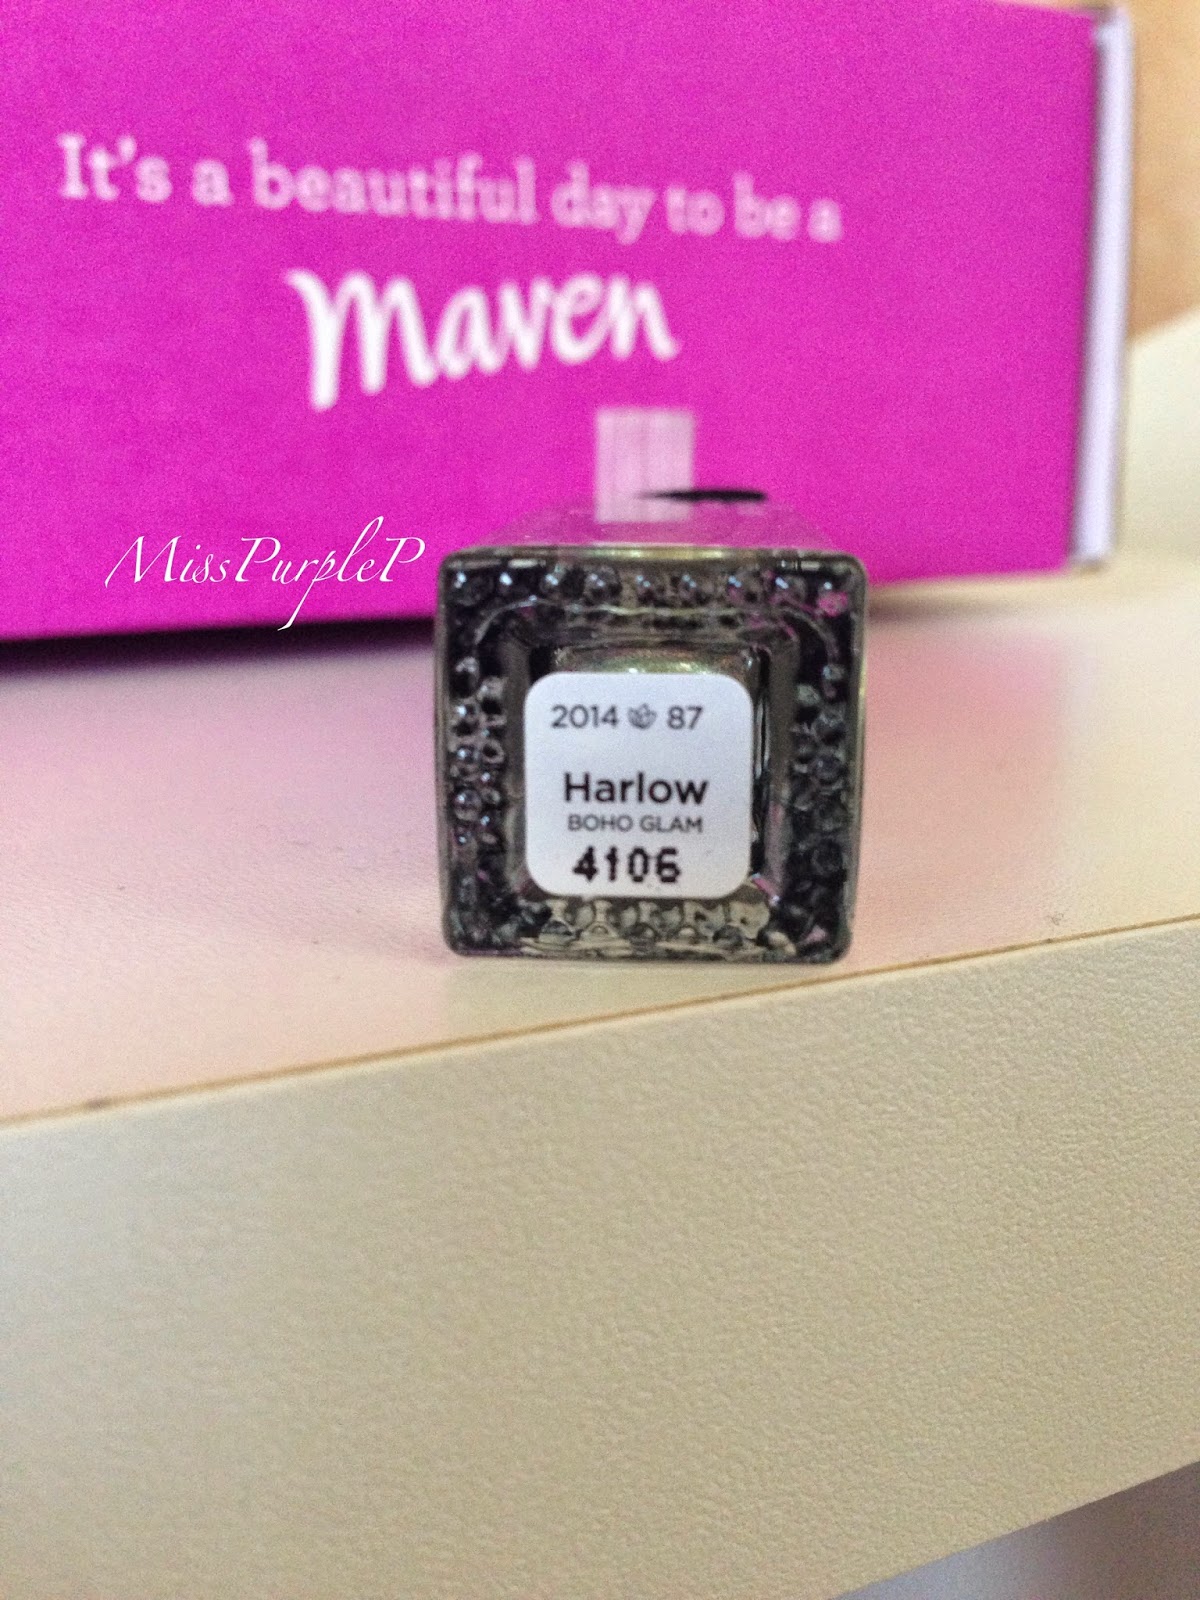 It's a beautiful day to be a
Maven
MissPurpleP
2014 87
Harlow
BOHO GLAM
4106